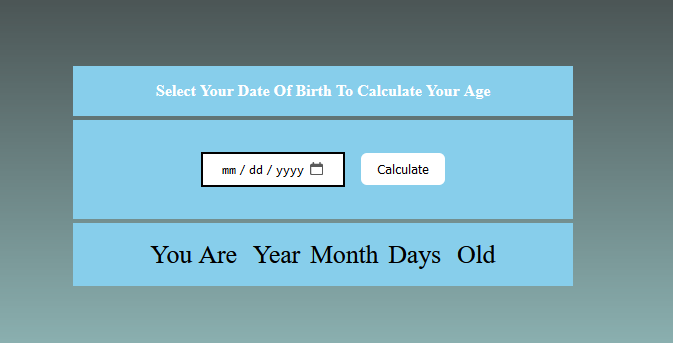 Select Your Date Of Birth To Calculate Your Age
mm / dd / yyyy Calculate
You Are Year Month Days Old